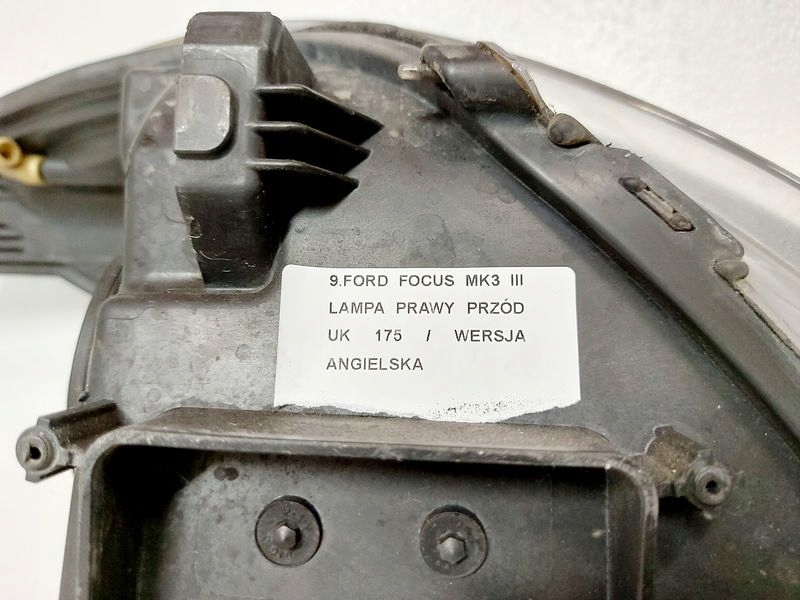 9.FORD FOCUS MK3 III
LAMPA PRAWY PRZÓD
UK 175 / WERSJA
ANGIELSKA